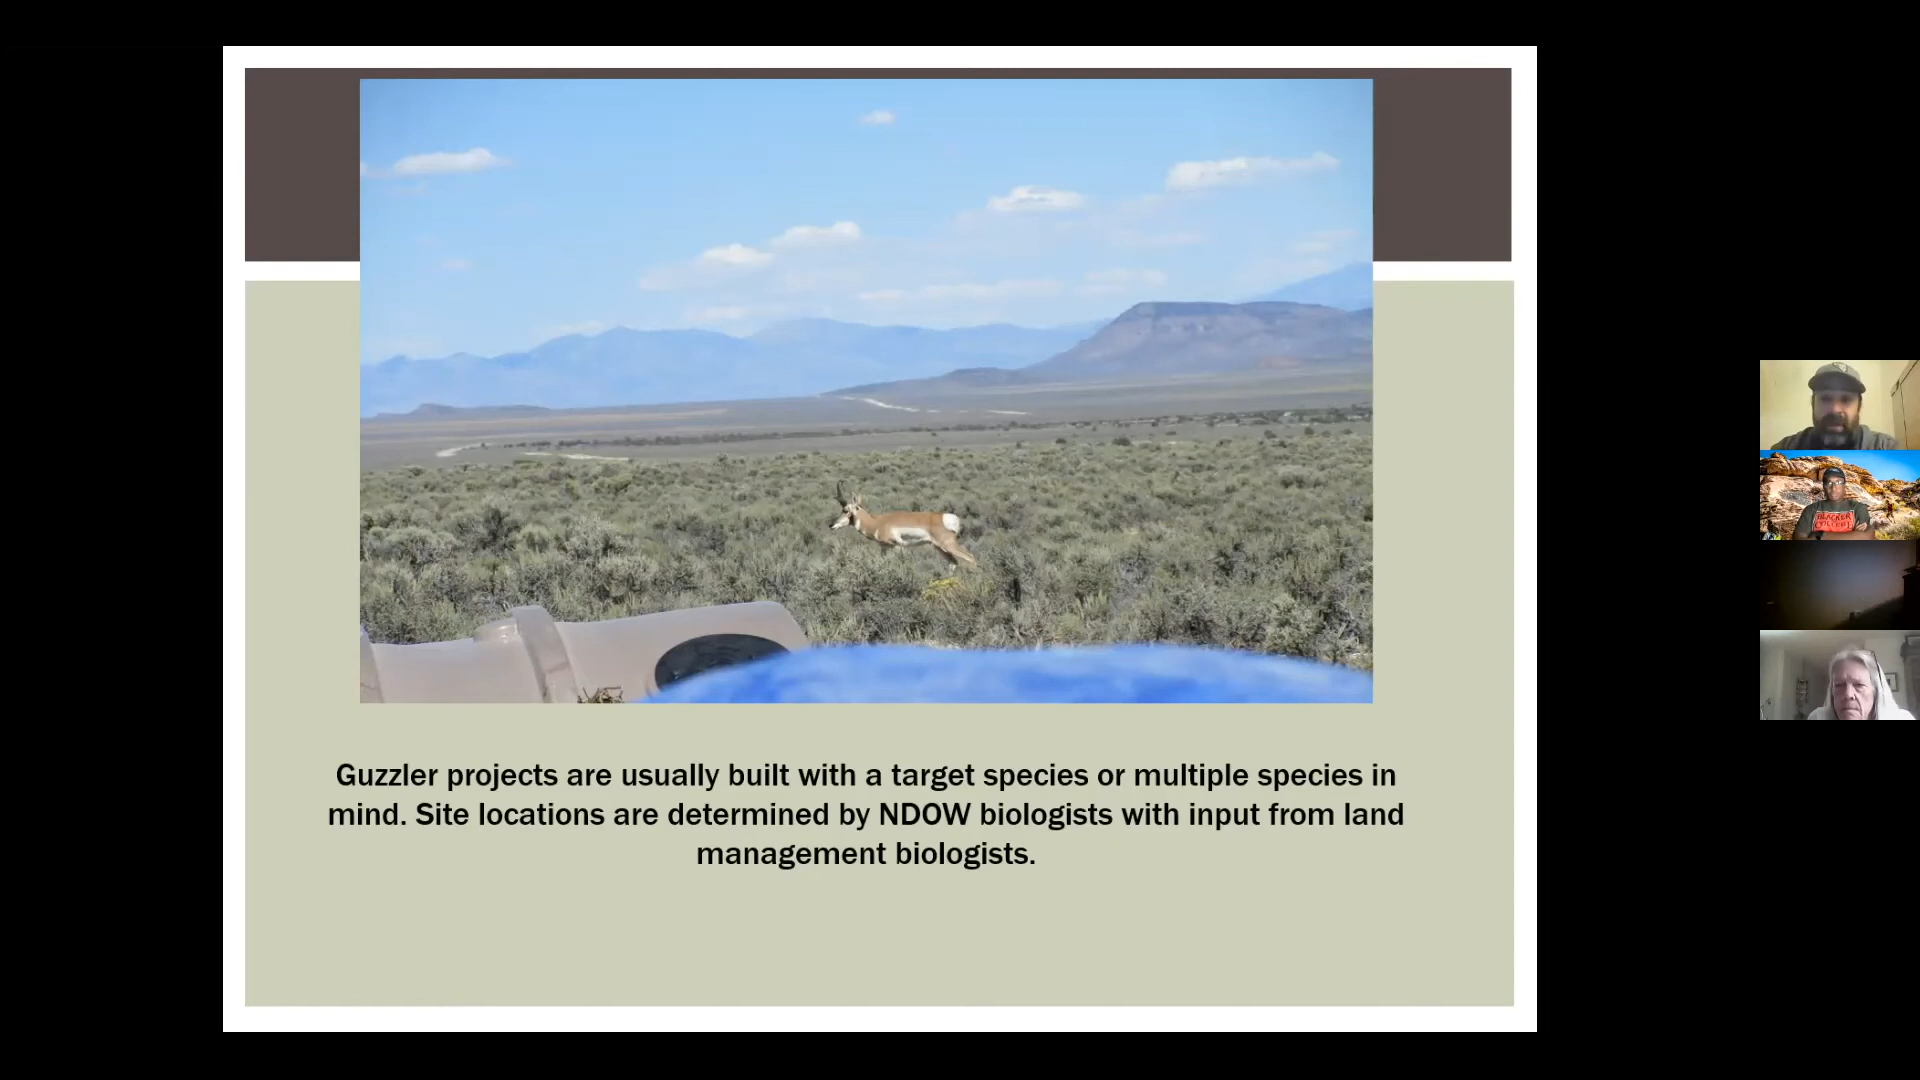 Guzzler projects are usually built with a target species or multiple species in
mind. Site locations are determined by NDOW biologists with input from land
management biologists.
BLACKER